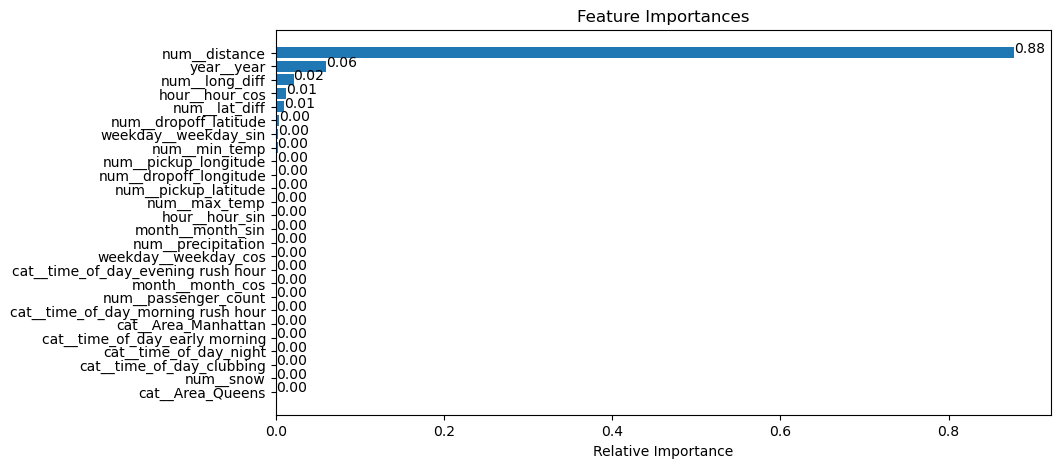 Feature Importances
num__distance 0.88
year__year 0.06
num__long_diff 0.02
hour__hour_cos 0.01
num__lat_diff 0.01
num__dropoff_latitude 0.00
weekday__weekday_sin 0.00
num__min_temp 0.00
num__pickup_longitude 0.00
num__dropoff_longitude 0.00
num__pickup_latitude 0.00
num__max_temp 0.00
hour__hour_sin 0.00
month__month_sin 0.00
num__precipitation 0.00
weekday__weekday_cos 0.00
cat__time_of_day_evening rush hour 0.00
month__month_cos 0.00
num__passenger_count 0.00
cat__time_of_day_morning rush hour 0.00
cat__Area_Manhattan 0.00
cat__time_of_day_early morning 0.00
cat__time_of_day_night 0.00
cat__time_of_day_clubbing 0.00
num__snow 0.00
cat__Area_Queens 0.00
0.0 0.2 0.4 0.6 0.8
Relative Importance